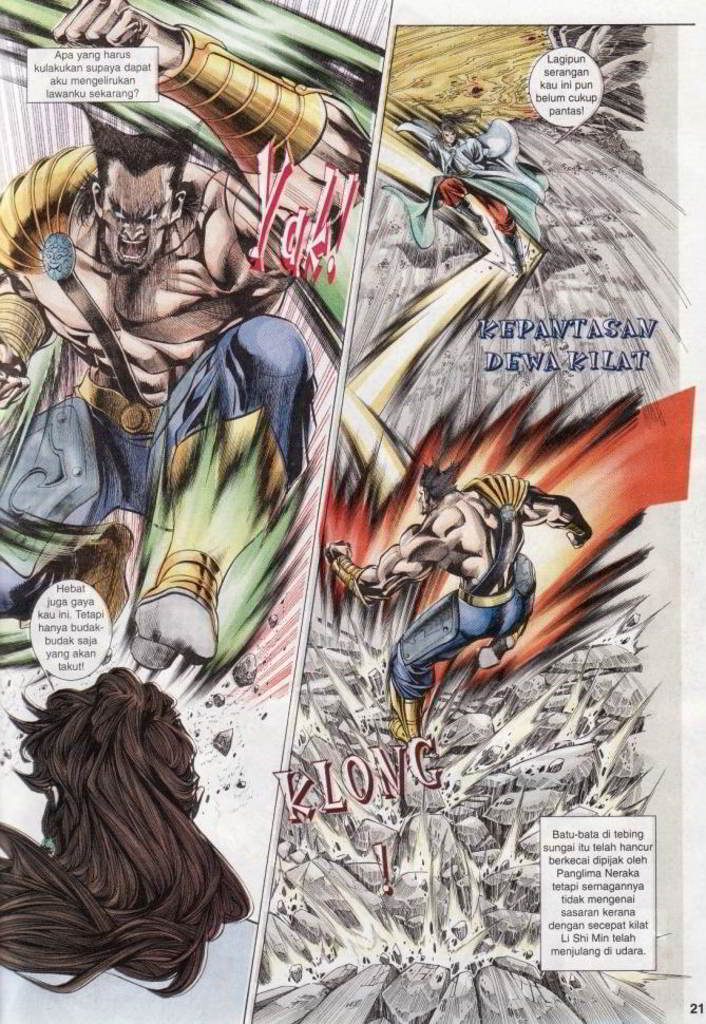 Apa yang harus
kulakukan supaya dapat
aku mengelirukan
lawanku sekarang?
Yak!!
Hebat
juga gaya
kau ini. Tetapi
hanya budak-
budak saja
yang akan
takut!
Lagipun
serangan
kau ini pun
belum cukup
pantas!
KEPANTASAN
DEWA KILAT
KLONG
!
Batu-bata di tebing
sungai itu telah hancur
berkecai dipijak oleh
Panglima Neraka
tetapi semagannya
tidak mengenai
sasaran kerana
dengan secepat kilat
Li Shi Min telah
menjulang di udara.
21